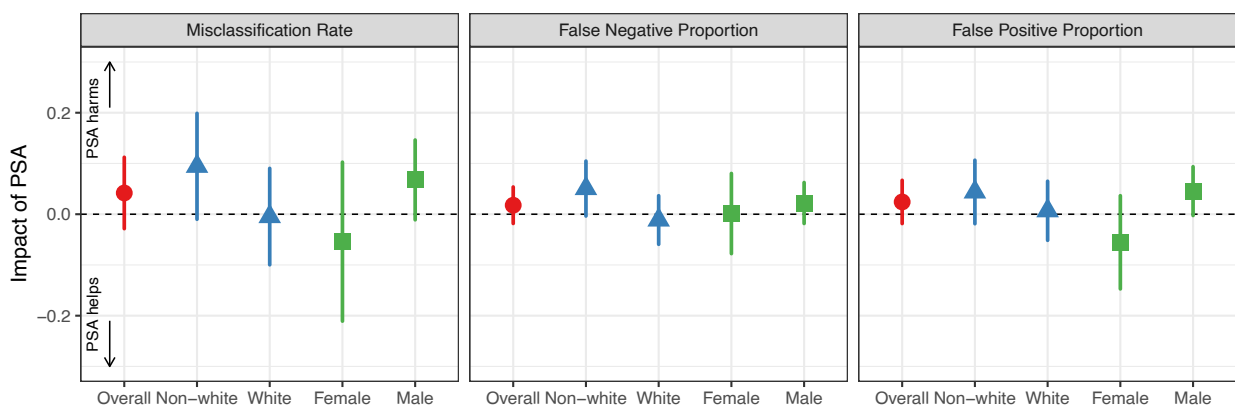 Misclassification Rate
False Negative Proportion
False Positive Proportion
Impact of PSA
PSA harms
PSA helps
0.2
0.0
−0.2
Overall Non−white White Female Male
Overall Non−white White Female Male
Overall Non−white White Female Male